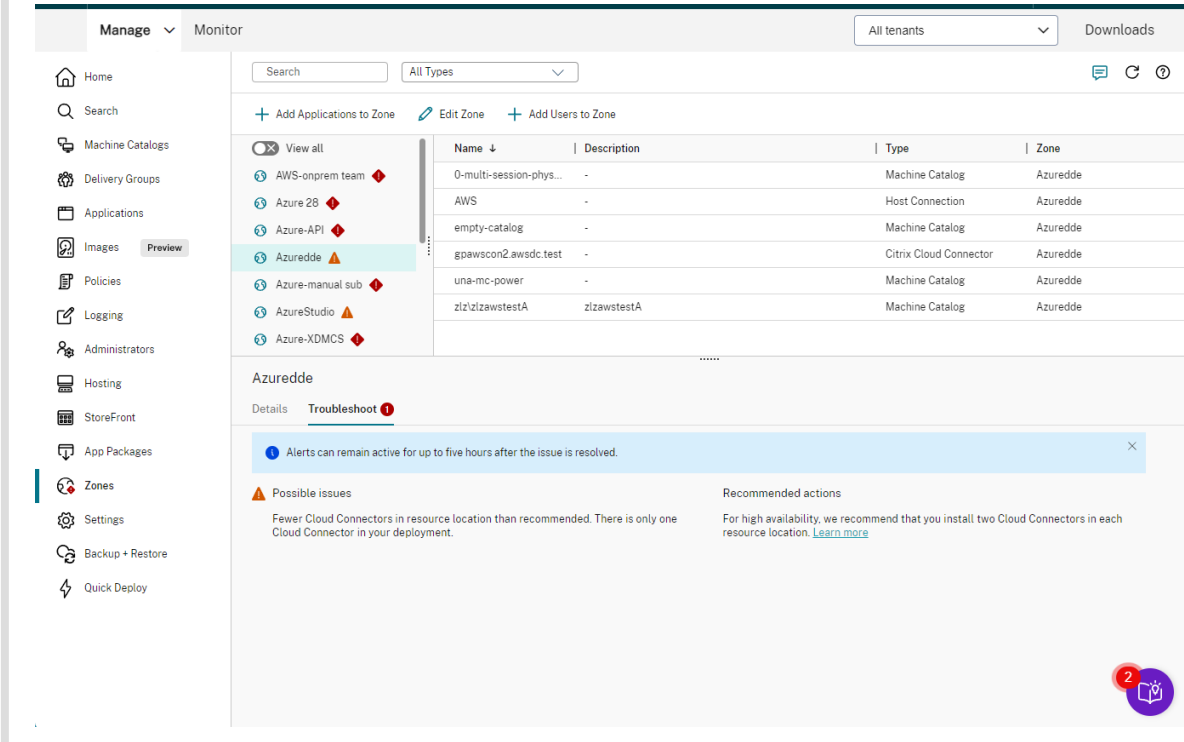 Manage Monitor All tenants Downloads
Home
Search
Machine Catalogs
Delivery Groups
Applications
Images Preview
Policies
Logging
Administrators
Hosting
StoreFront
App Packages
Zones
Settings
Backup + Restore
Quick Deploy
Search All Types
Add Applications to Zone Edit Zone Add Users to Zone
View all
AWS-onprem team
Azure 28
Azure-API
Azuredde
Azure-manual sub
AzureStudio
Azure-XDMCS
Name ↓ Description Type Zone
0-multi-session-phys... - Machine Catalog Azuredde
AWS - Host Connection Azuredde
empty-catalog - Machine Catalog Azuredde
gpawscon2.awsdc.test - Citrix Cloud Connector Azuredde
una-mc-power - Machine Catalog Azuredde
zlz\zlzawstestA zlzawstestA Machine Catalog Azuredde
Azuredde
Details Troubleshoot 1
Alerts can remain active for up to five hours after the issue is resolved.
Possible issues
Fewer Cloud Connectors in resource location than recommended. There is only one
Cloud Connector in your deployment.
Recommended actions
For high availability, we recommend that you install two Cloud Connectors in each
resource location. Learn more
2